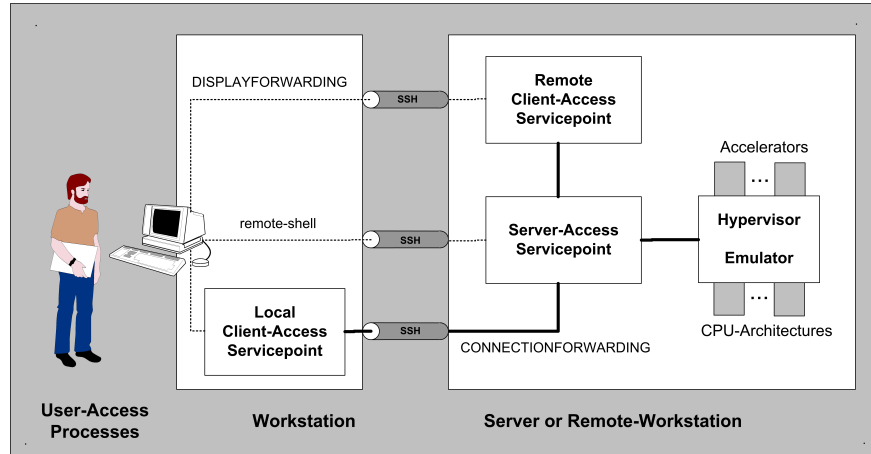 DISPLAYFORWARDING
SSH
Remote
Client-Access
Servicepoint
Accelerators
...
remote-shell
SSH
Server-Access
Servicepoint
Hypervisor
Emulator
...
CPU-Architectures
Local
Client-Access
Servicepoint
SSH
CONNECTIONFORWARDING
User-Access
Processes
Workstation
Server or Remote-Workstation